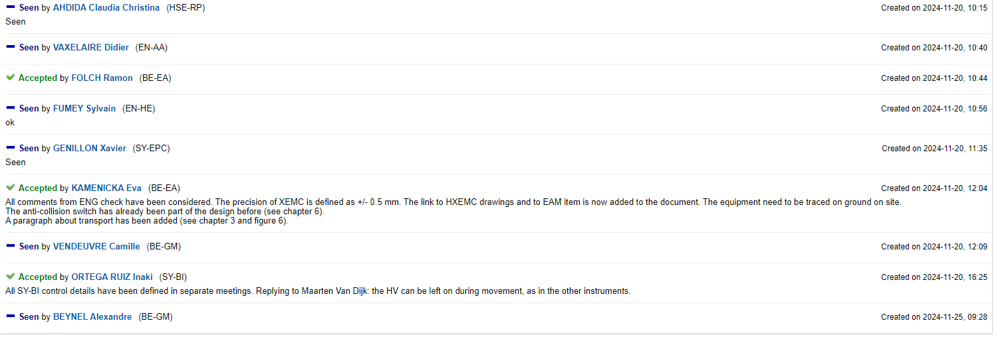 Seen by AHDIDA Claudia Christina (HSE-RP) Created on 2024-11-20, 10:15
Seen
Seen by VAXELAIRE Didier (EN-AA) Created on 2024-11-20, 10:40
Accepted by FOLCH Ramon (BE-EA) Created on 2024-11-20, 10:44
Seen by FUMEY Sylvain (EN-HE) Created on 2024-11-20, 10:56
ok
Seen by GENILLON Xavier (SY-EPC) Created on 2024-11-20, 11:35
Seen
Accepted by KAMENICKA Eva (BE-EA) Created on 2024-11-20, 12:04
All comments from ENG check have been considered. The precision of XEMC is defined as +/- 0.5 mm. The link to HXEMC drawings and to EAM item is now added to the document. The equipment need to be traced on ground on site.
The anti-collision switch has already been part of the design before (see chapter 6).
A paragraph about transport has been added (see chapter 3 and figure 6).
Seen by VENDEUVRE Camille (BE-GM) Created on 2024-11-20, 12:09
Accepted by ORTEGA RUIZ Inaki (SY-BI) Created on 2024-11-20, 16:25
All SY-BI control details have been defined in separate meetings. Replying to Maarten Van Dijk: the HV can be left on during movement, as in the other instruments.
Seen by BEYNEL Alexandre (BE-GM) Created on 2024-11-25, 09:28